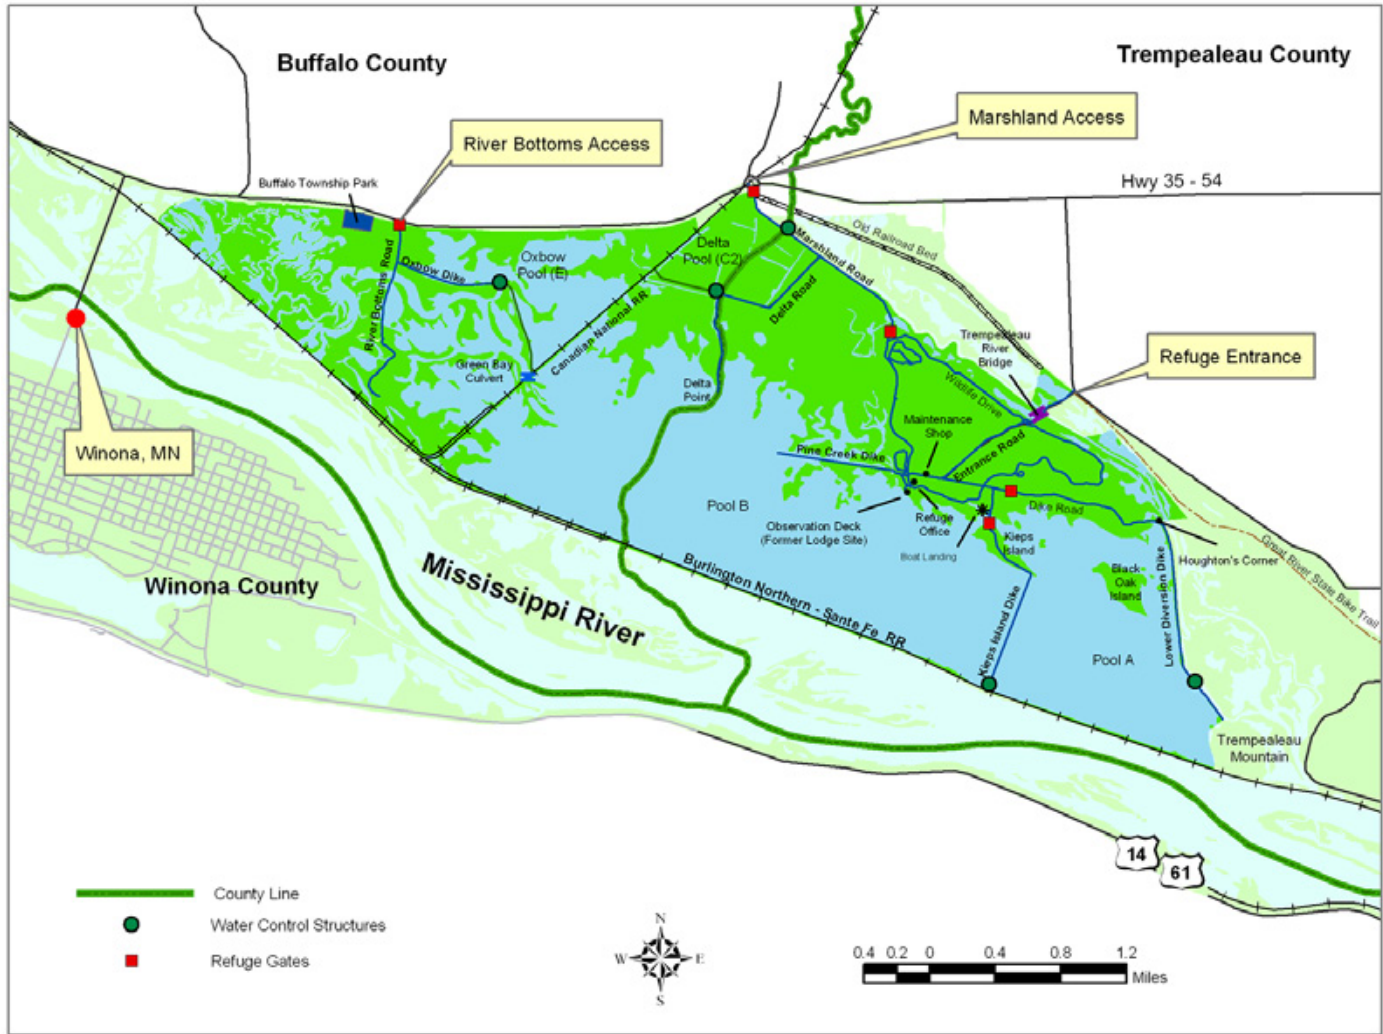 Buffalo County
Trempealeau County
Marshland Access
River Bottoms Access
Buffalo Township Park
Hwy 35 - 54
Old Railroad Bed
Delta
Pool (C2)
Marshland Road
Oxbow
Pool (E)
Oxbow Dike
River Bottoms Road
Canadian National RR
Delta Road
Trempealeau
River
Bridge
Refuge Entrance
Green Bay
Culvert
Delta
Point
Wildlife Drive
Winona, MN
Maintenance
Shop
Entrance Road
Pine Creek Dike
Pool B
Observation Deck
(Former Lodge Site)
Refuge
Office
Boat Landing
Dike Road
Kieps
Island
Houghton's Corner
Great River State Bike Trail
Black
Oak
Island
Lower Diversion Dike
Kieps Island Dike
Winona County
Mississippi River
Burlington Northern - Sante Fe RR
Pool A
Trempealeau
Mountain
14
61
County Line
Water Control Structures
Refuge Gates
N
W E
S
0.4 0.2 0 0.4 0.8 1.2
Miles